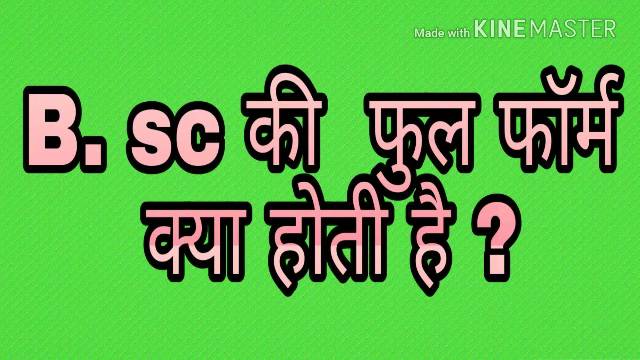 Made with KINEMASTER
B. sc की फुल फॉर्म
क्या होती है ?